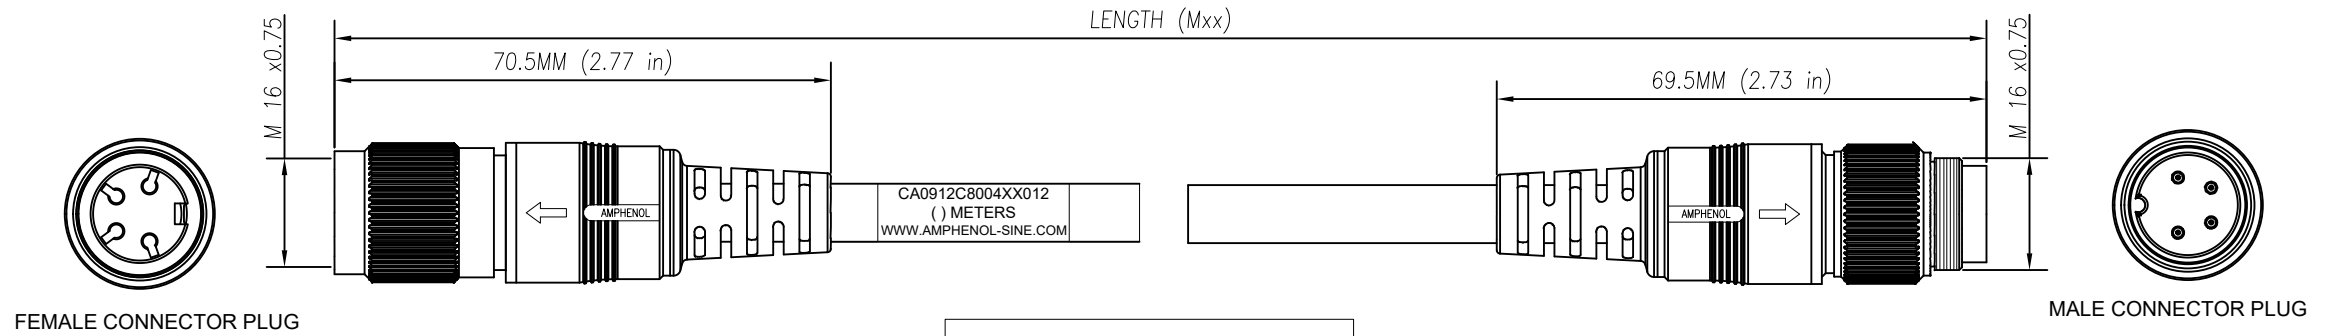 LENGTH (Mxx)
70.5MM (2.77 in)
69.5MM (2.73 in)
M 16 x0.75
M 16 x0.75
AMPHENOL
CA0912C8004XX012
( ) METERS
WWW.AMPHENOL-SINE.COM
AMPHENOL
FEMALE CONNECTOR PLUG
MALE CONNECTOR PLUG